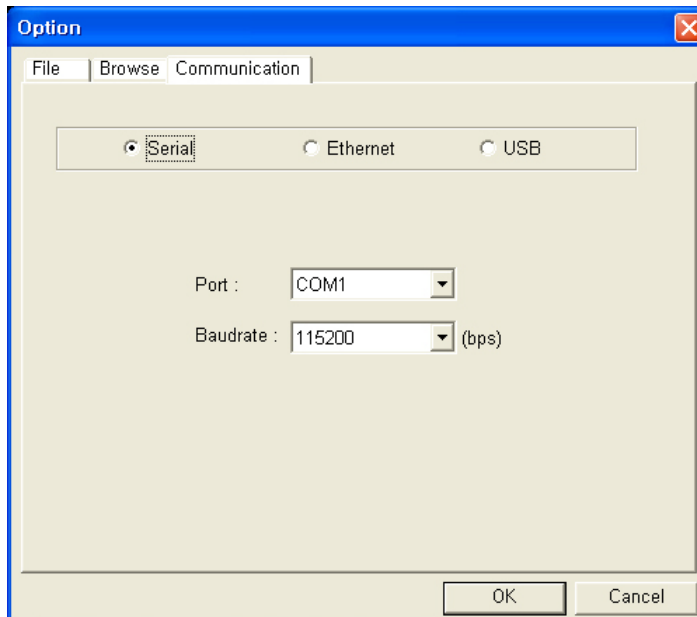 Option
File Browse Communication
Serial Ethernet USB
Port : COM1
Baudrate : 115200 (bps)
OK Cancel